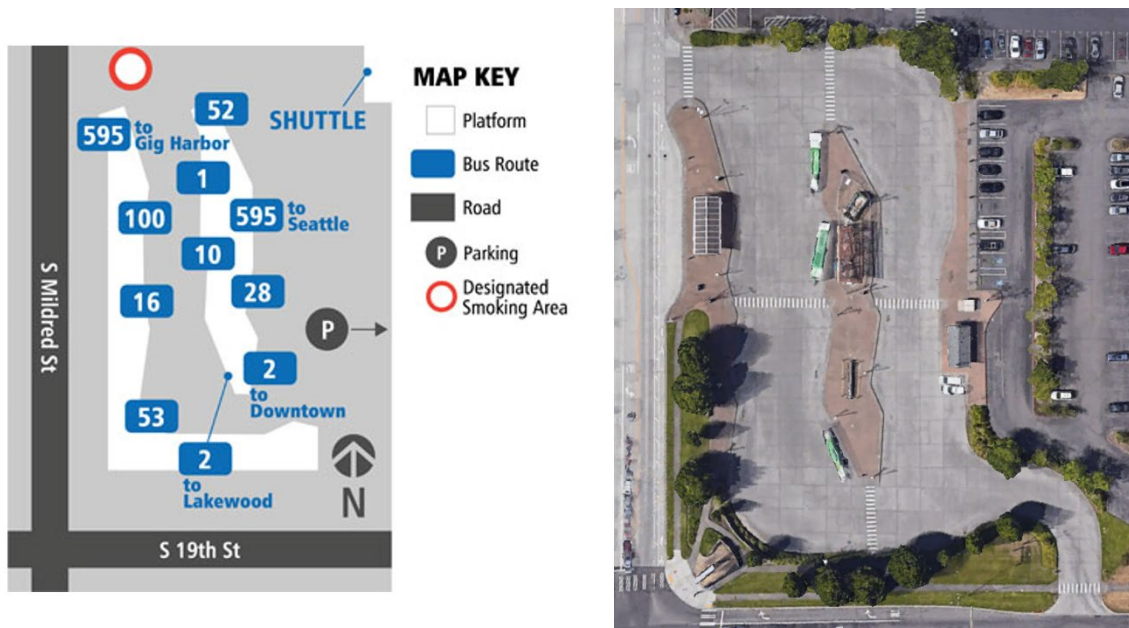 52
595 to
Gig Harbor
SHUTTLE
1
100
595 to
Seattle
10
16
28
P
2
to
Downtown
53
2
to
Lakewood
N
S Mildred St
S 19th St
MAP KEY
Platform
Bus Route
Road
P Parking
Designated
Smoking Area